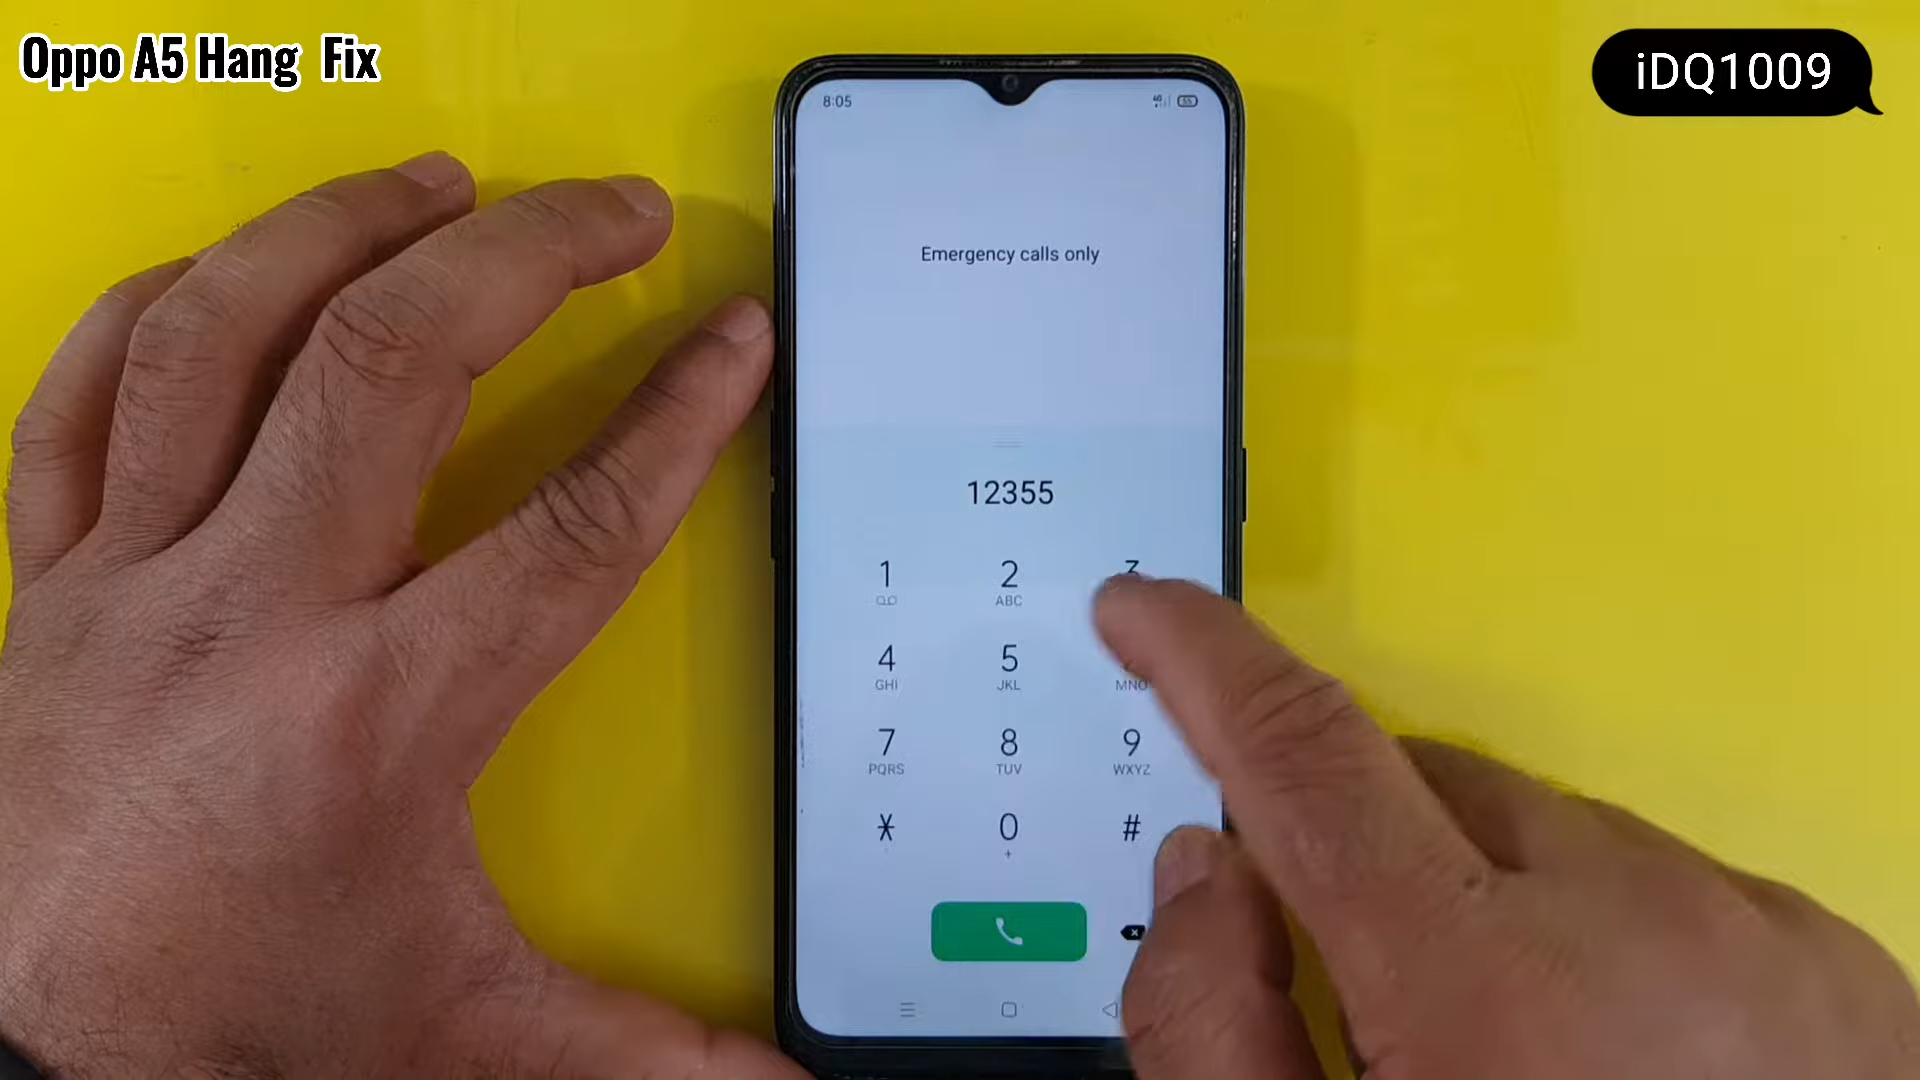 Oppo A5 Hang Fix
iDQ1009
8:05
Emergency calls only
12355
1 2 ABC 3
4 GHI 5 JKL MNO
7 PQRS 8 TUV 9 WXYZ
* 0 + #